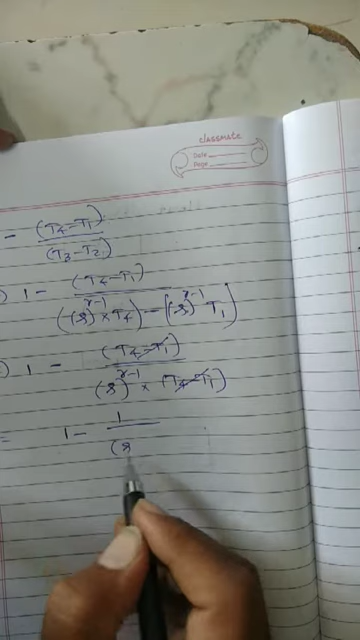 classmate
Date
Page
- (T4-T1) / (T3-T2)
) 1 - (T4-T1) / ((r)^γ-1 × T4) - ((r)^γ-1 T1)
) 1 - (T4-T1) / (r)^γ-1 × (T4-T1)
= 1 - 1 / (r